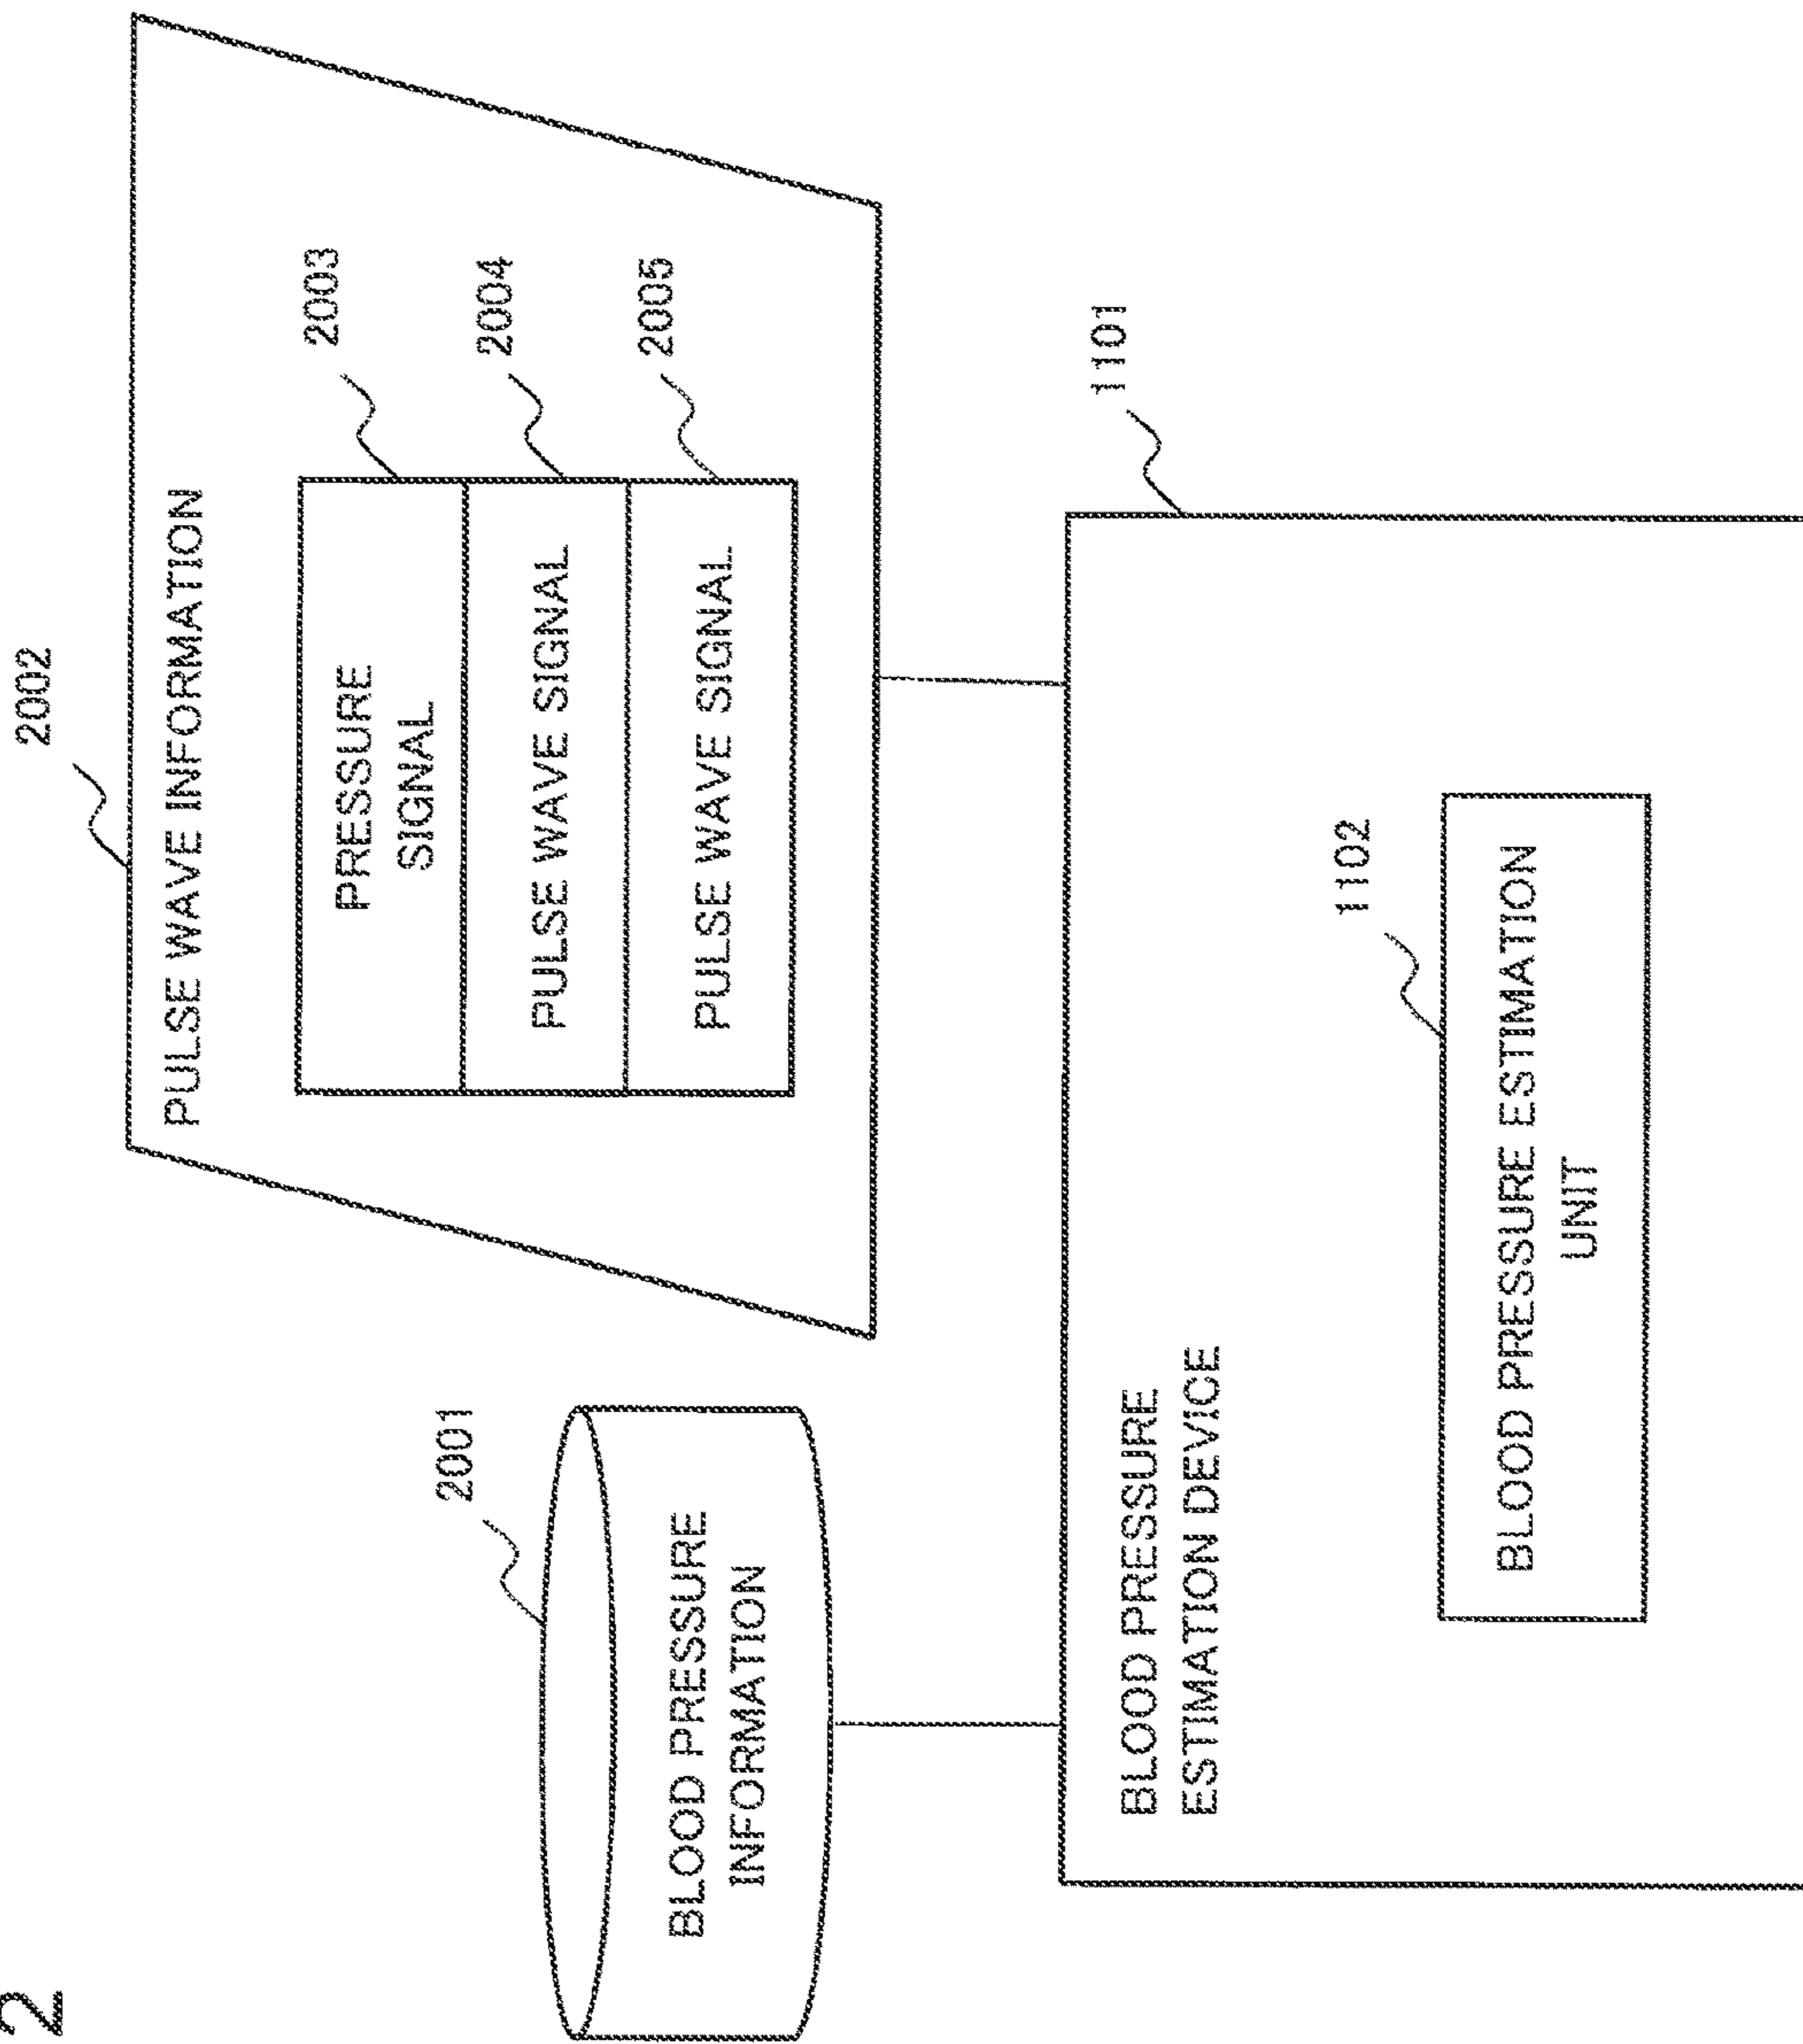 2
2002
PULSE WAVE INFORMATION
2003
PRESSURE
SIGNAL
2004
PULSE WAVE SIGNAL
2005
PULSE WAVE SIGNAL
2001
BLOOD PRESSURE
INFORMATION
1101
BLOOD PRESSURE
ESTIMATION DEVICE
1102
BLOOD PRESSURE ESTIMATION
UNIT